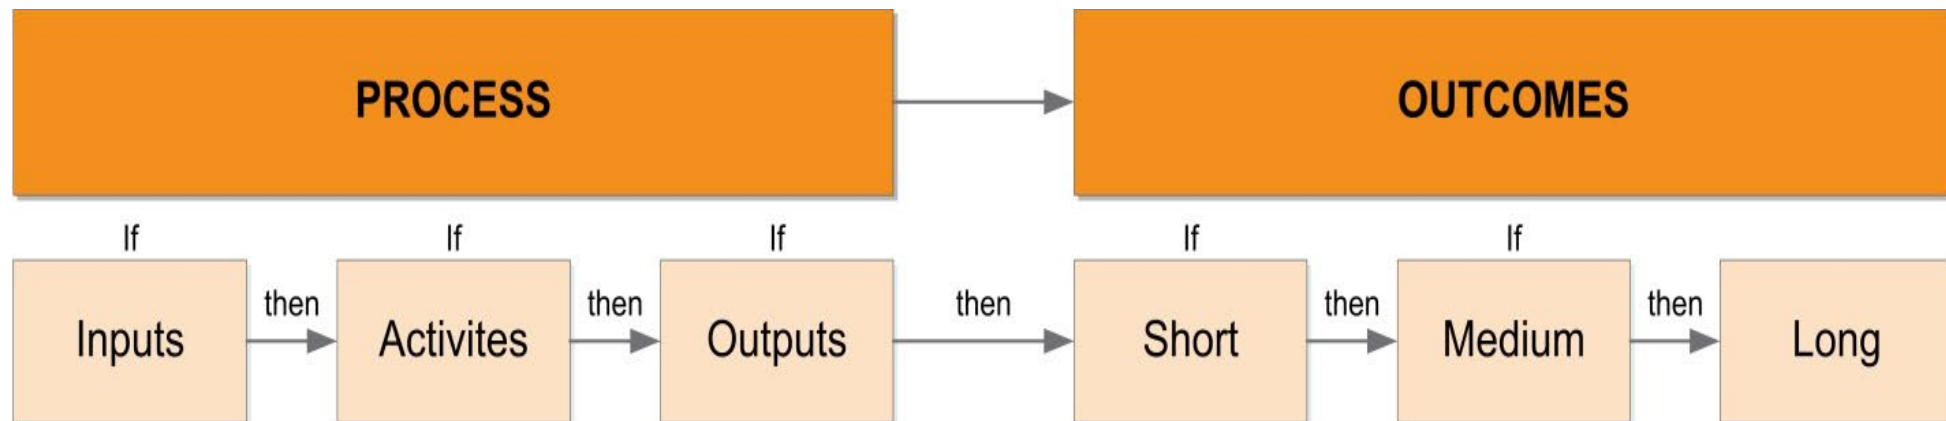 PROCESS
OUTCOMES
If
If
If
If
If
then
then
then
then
then
Inputs
Activites
Outputs
Short
Medium
Long